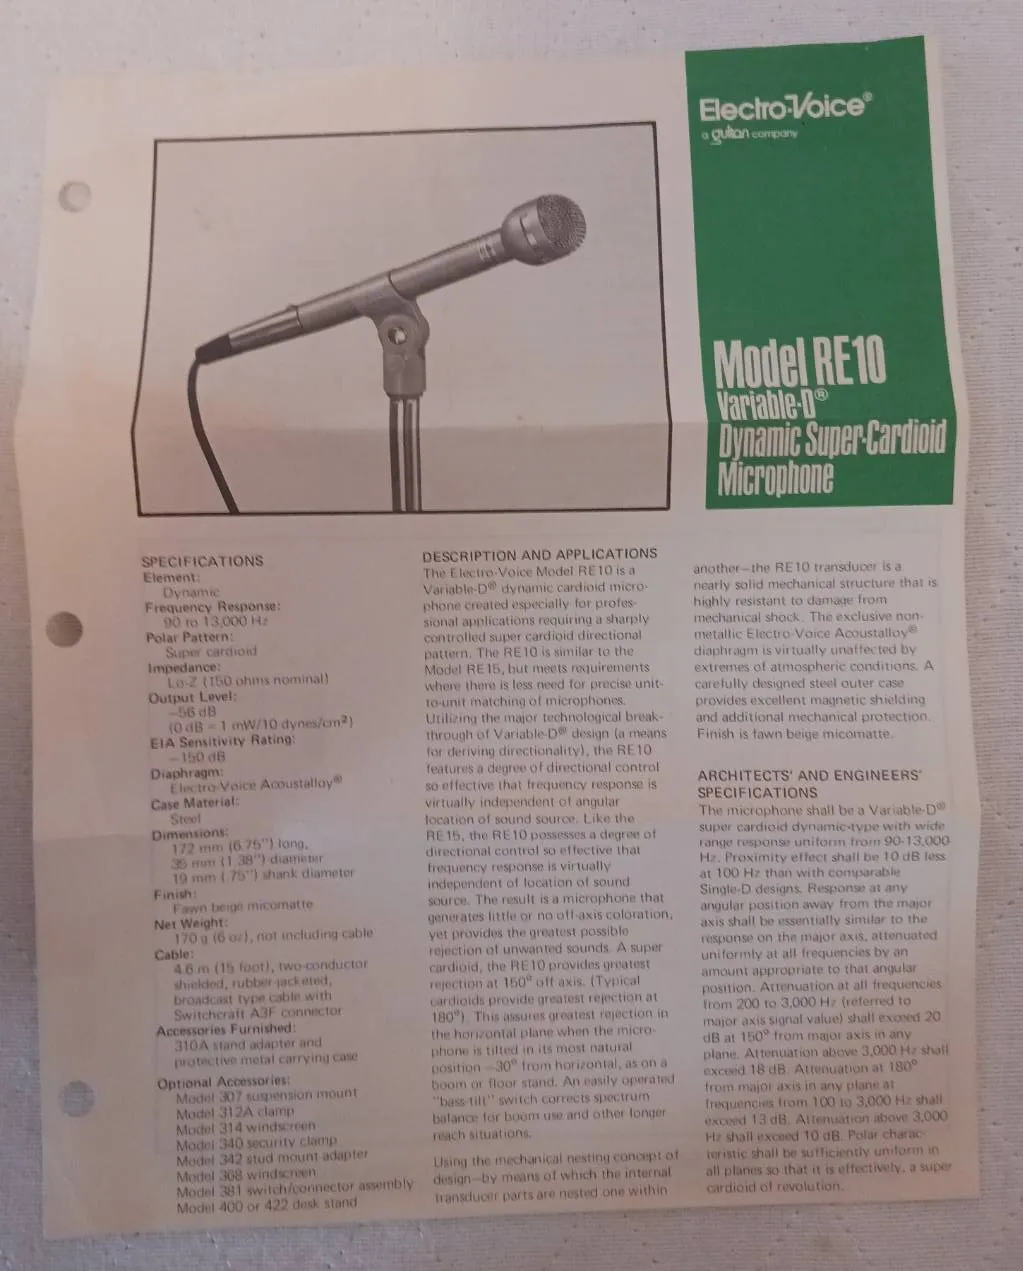 Electro-Voice®
a gulton company
Model RE10
Variable-D®
Dynamic Super-Cardioid
Microphone
SPECIFICATIONS
Element:
Dynamic
Frequency Response:
90 to 13,000 Hz
Polar Pattern:
Super cardioid
Impedance:
Lo-Z (150 ohms nominal)
Output Level:
-56 dB
(0 dB = 1 mW/10 dynes/cm²)
EIA Sensitivity Rating:
-150 dB
Diaphragm:
Electro-Voice Acoustalloy®
Case Material:
Steel
Dimensions:
172 mm (6.75") long,
35 mm (1.38") diameter
19 mm (.75") shank diameter
Finish:
Fawn beige micomatte
Net Weight:
170 g (6 oz), not including cable
Cable:
4.6 m (15 foot), two-conductor
shielded, rubber-jacketed,
broadcast type cable with
Switchcraft A3F connector
Accessories Furnished:
310A stand adapter and
protective metal carrying case
Optional Accessories:
Model 307 suspension mount
Model 312A clamp
Model 314 windscreen
Model 340 security clamp
Model 342 stud mount adapter
Model 368 windscreen
Model 381 switch/connector assembly
Model 400 or 422 desk stand
DESCRIPTION AND APPLICATIONS
The Electro-Voice Model RE10 is a
Variable-D® dynamic cardioid micro-
phone created especially for profes-
sional applications requiring a sharply
controlled super cardioid directional
pattern. The RE10 is similar to the
Model RE15, but meets requirements
where there is less need for precise unit-
to-unit matching of microphones.
Utilizing the major technological break-
through of Variable-D® design (a means
for deriving directionality), the RE10
features a degree of directional control
so effective that frequency response is
virtually independent of angular
location of sound source. Like the
RE15, the RE10 possesses a degree of
directional control so effective that
frequency response is virtually
independent of location of sound
source. The result is a microphone that
generates little or no off-axis coloration,
yet provides the greatest possible
rejection of unwanted sounds. A super
cardioid, the RE10 provides greatest
rejection at 150° off axis. (Typical
cardioids provide greatest rejection at
180°). This assures greatest rejection in
the horizontal plane when the micro-
phone is tilted in its most natural
position -30° from horizontal, as on a
boom or floor stand. An easily operated
"bass-tilt" switch corrects spectrum
balance for boom use and other longer
reach situations.
Using the mechanical nesting concept of
design—by means of which the internal
transducer parts are nested one within
another—the RE10 transducer is a
nearly solid mechanical structure that is
highly resistant to damage from
mechanical shock. The exclusive non-
metallic Electro-Voice Acoustalloy®
diaphragm is virtually unaffected by
extremes of atmospheric conditions. A
carefully designed steel outer case
provides excellent magnetic shielding
and additional mechanical protection.
Finish is fawn beige micomatte.
ARCHITECTS' AND ENGINEERS'
SPECIFICATIONS
The microphone shall be a Variable-D®
super cardioid dynamic-type with wide
range response uniform from 90-13,000
Hz. Proximity effect shall be 10 dB less
at 100 Hz than with comparable
Single-D designs. Response at any
angular position away from the major
axis shall be essentially similar to the
response on the major axis, attenuated
uniformly at all frequencies by an
amount appropriate to that angular
position. Attenuation at all frequencies
from 200 to 3,000 Hz (referred to
major axis signal value) shall exceed 20
dB at 150° from major axis in any
plane. Attenuation above 3,000 Hz shall
exceed 18 dB. Attenuation at 180°
from major axis in any plane at
frequencies from 100 to 3,000 Hz shall
exceed 13 dB. Attenuation above 3,000
Hz shall exceed 10 dB. Polar charac-
teristic shall be sufficiently uniform in
all planes so that it is effectively, a super
cardioid of revolution.